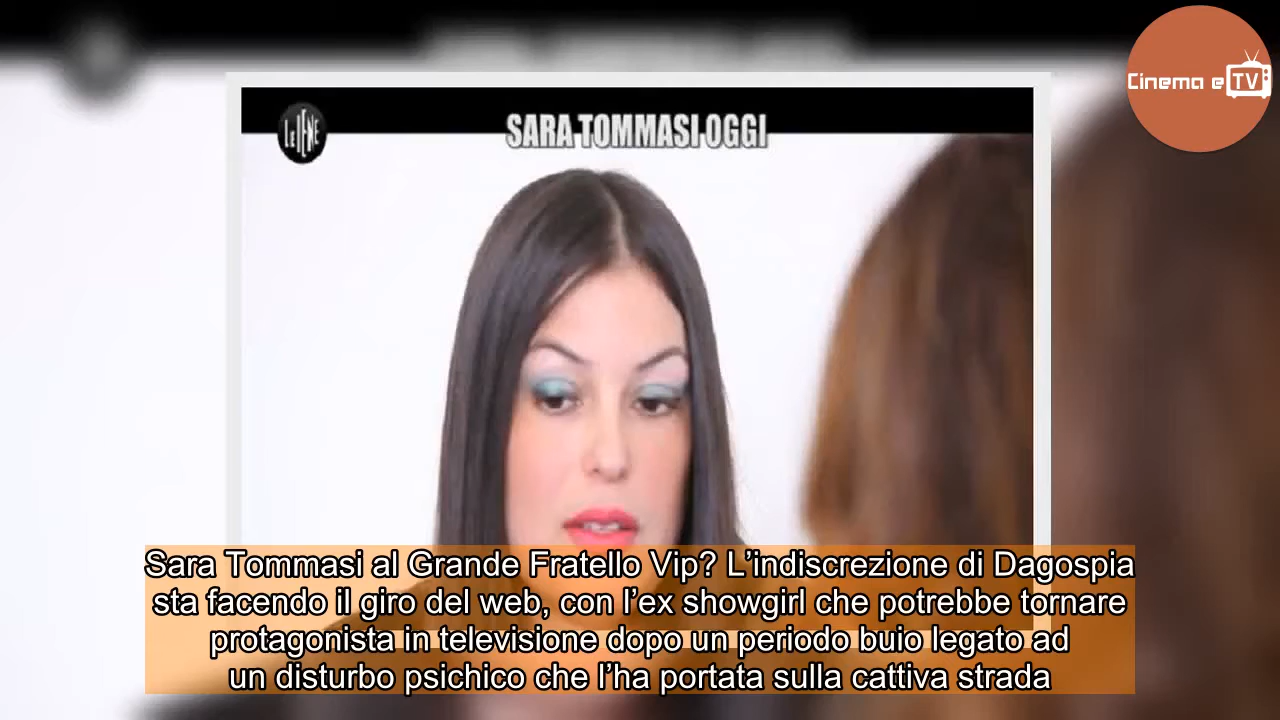 Cinema e TV
Le IENE
SARA TOMMASI OGGI
Sara Tommasi al Grande Fratello Vip? L’indiscrezione di Dagospia
sta facendo il giro del web, con l’ex showgirl che potrebbe tornare
protagonista in televisione dopo un periodo buio legato ad
un disturbo psichico che l’ha portata sulla cattiva strada